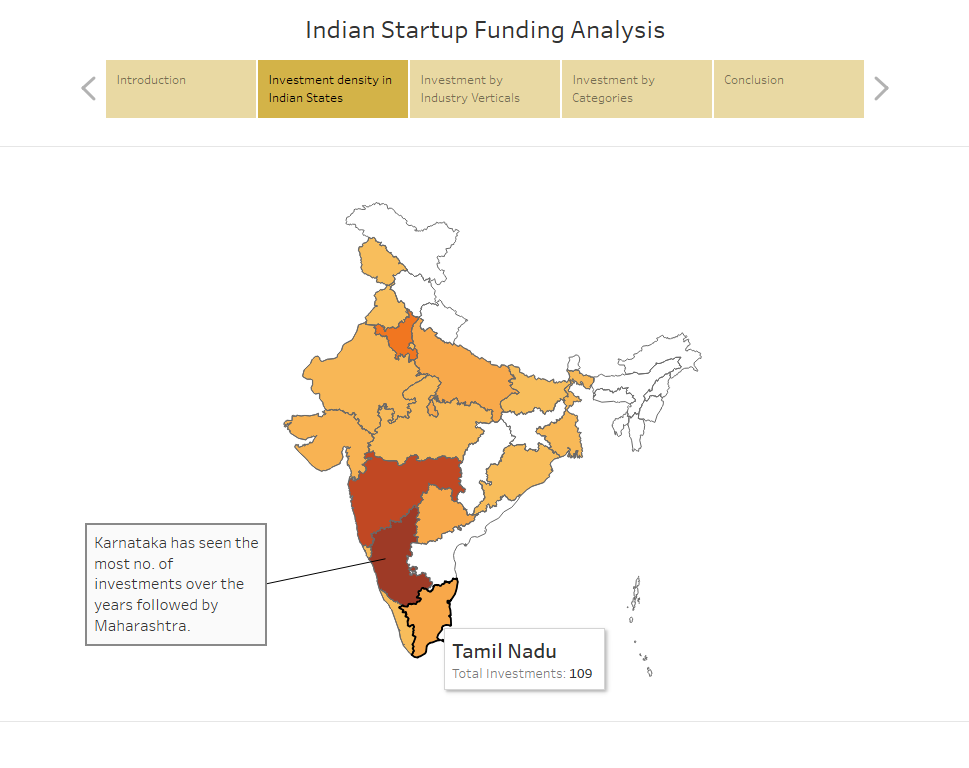 Indian Startup Funding Analysis
Introduction
Investment density in
Indian States
Investment by
Industry Verticals
Investment by
Categories
Conclusion
Karnataka has seen the
most no. of
investments over the
years followed by
Maharashtra.
Tamil Nadu
Total Investments: 109